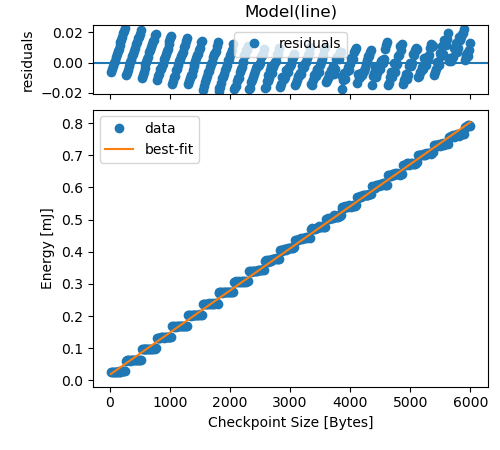 Model(line)
residuals
0.02
0.00
−0.02
residuals
Energy [mJ]
0.8
0.7
0.6
0.5
0.4
0.3
0.2
0.1
0.0
data
best-fit
0 1000 2000 3000 4000 5000 6000
Checkpoint Size [Bytes]